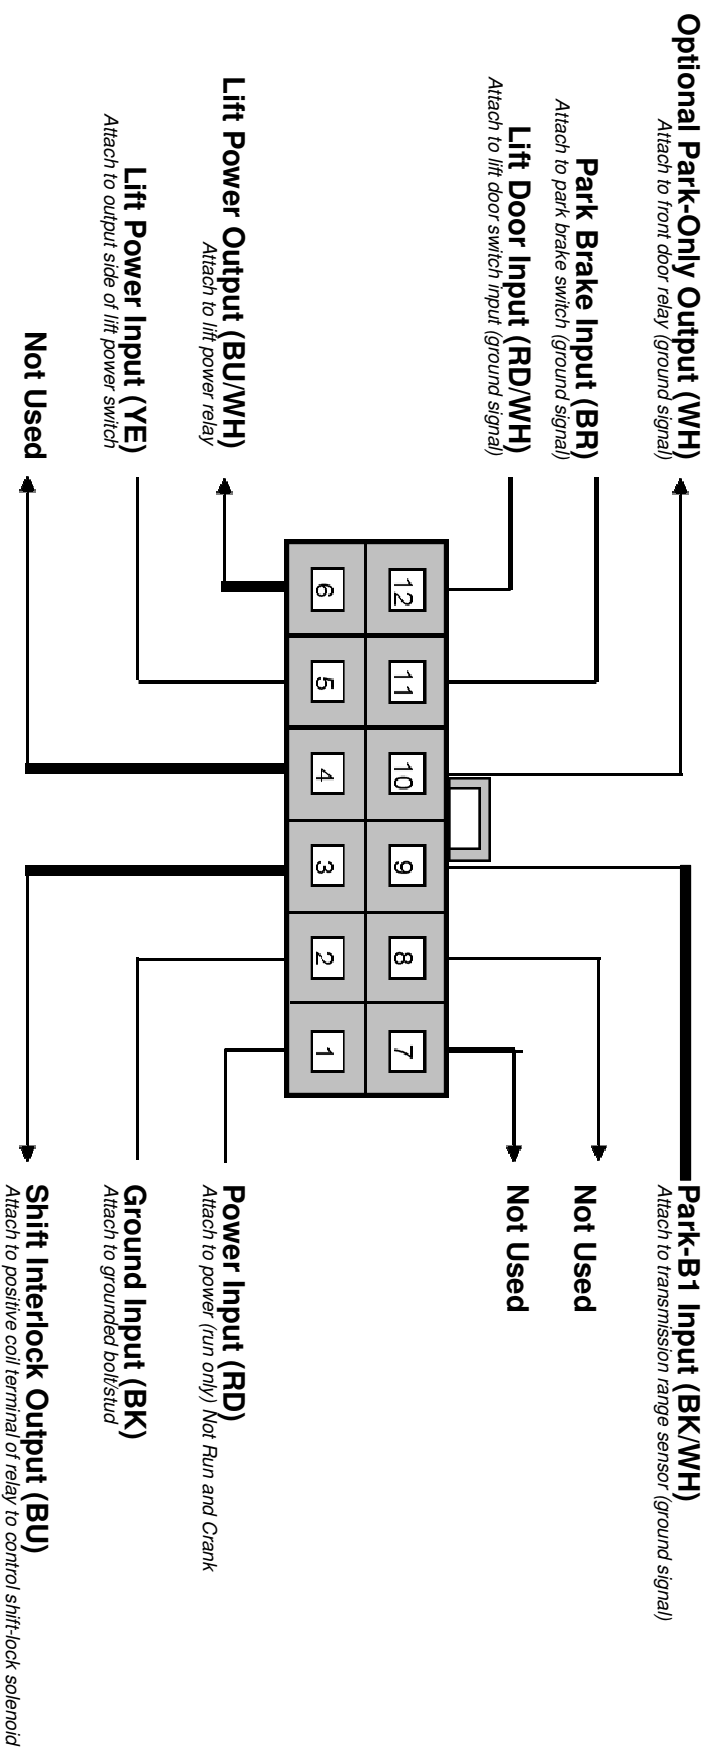 Optional Park-Only Output (WH)
Attach to front door relay (ground signal)
Park Brake Input (BR)
Attach to park brake switch (ground signal)
Lift Door Input (RD/WH)
Attach to lift door switch input (ground signal)
Lift Power Output (BU/WH)
Attach to lift power relay
Lift Power Input (YE)
Attach to output side of lift power switch
Not Used
12 11 10 9 8 7
6 5 4 3 2 1
Park-B1 Input (BK/WH)
Attach to transmission range sensor (ground signal)
Not Used
Not Used
Power Input (RD)
Attach to power (run only) Not Run and Crank
Ground Input (BK)
Attach to grounded bolt/stud
Shift Interlock Output (BU)
Attach to positive coil terminal of relay to control shift-lock solenoid